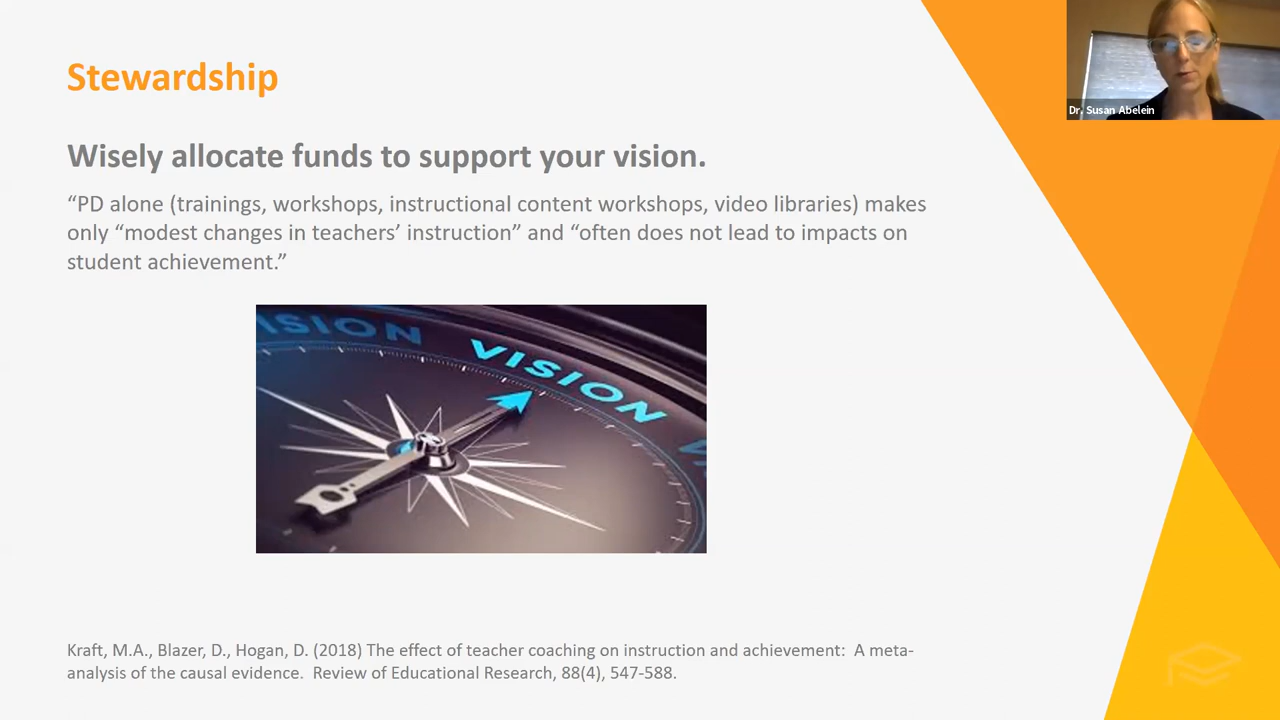 Stewardship
Dr. Susan Abelein
Wisely allocate funds to support your vision.
“PD alone (trainings, workshops, instructional content workshops, video libraries) makes
only “modest changes in teachers’ instruction” and “often does not lead to impacts on
student achievement.”
ISION
VISION
Kraft, M.A., Blazer, D., Hogan, D. (2018) The effect of teacher coaching on instruction and achievement:  A meta-
analysis of the causal evidence.  Review of Educational Research, 88(4), 547-588.